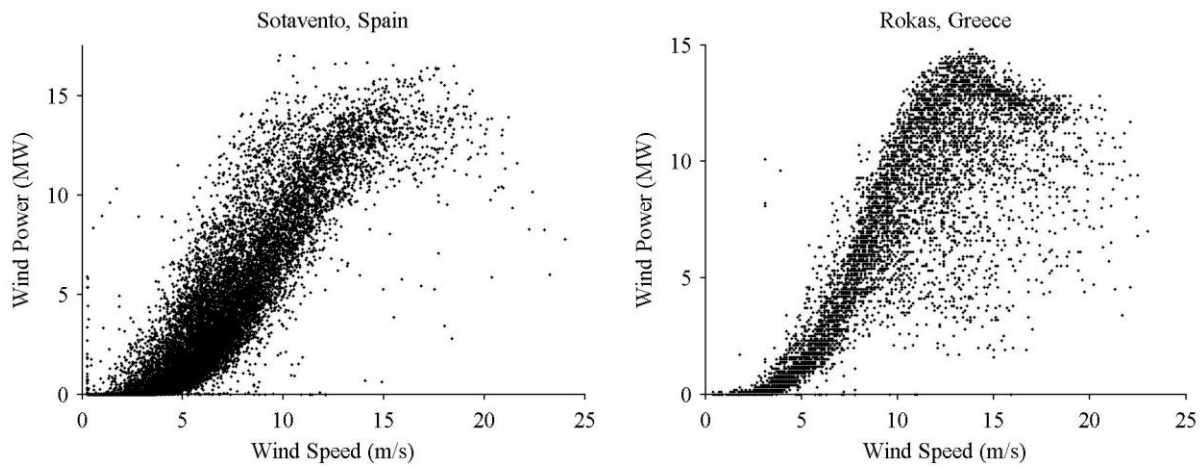 Sotavento, Spain
Wind Power (MW)
15
10
5
0
0 5 10 15 20 25
Wind Speed (m/s)
Rokas, Greece
Wind Power (MW)
15
10
5
0
0 5 10 15 20 25
Wind Speed (m/s)